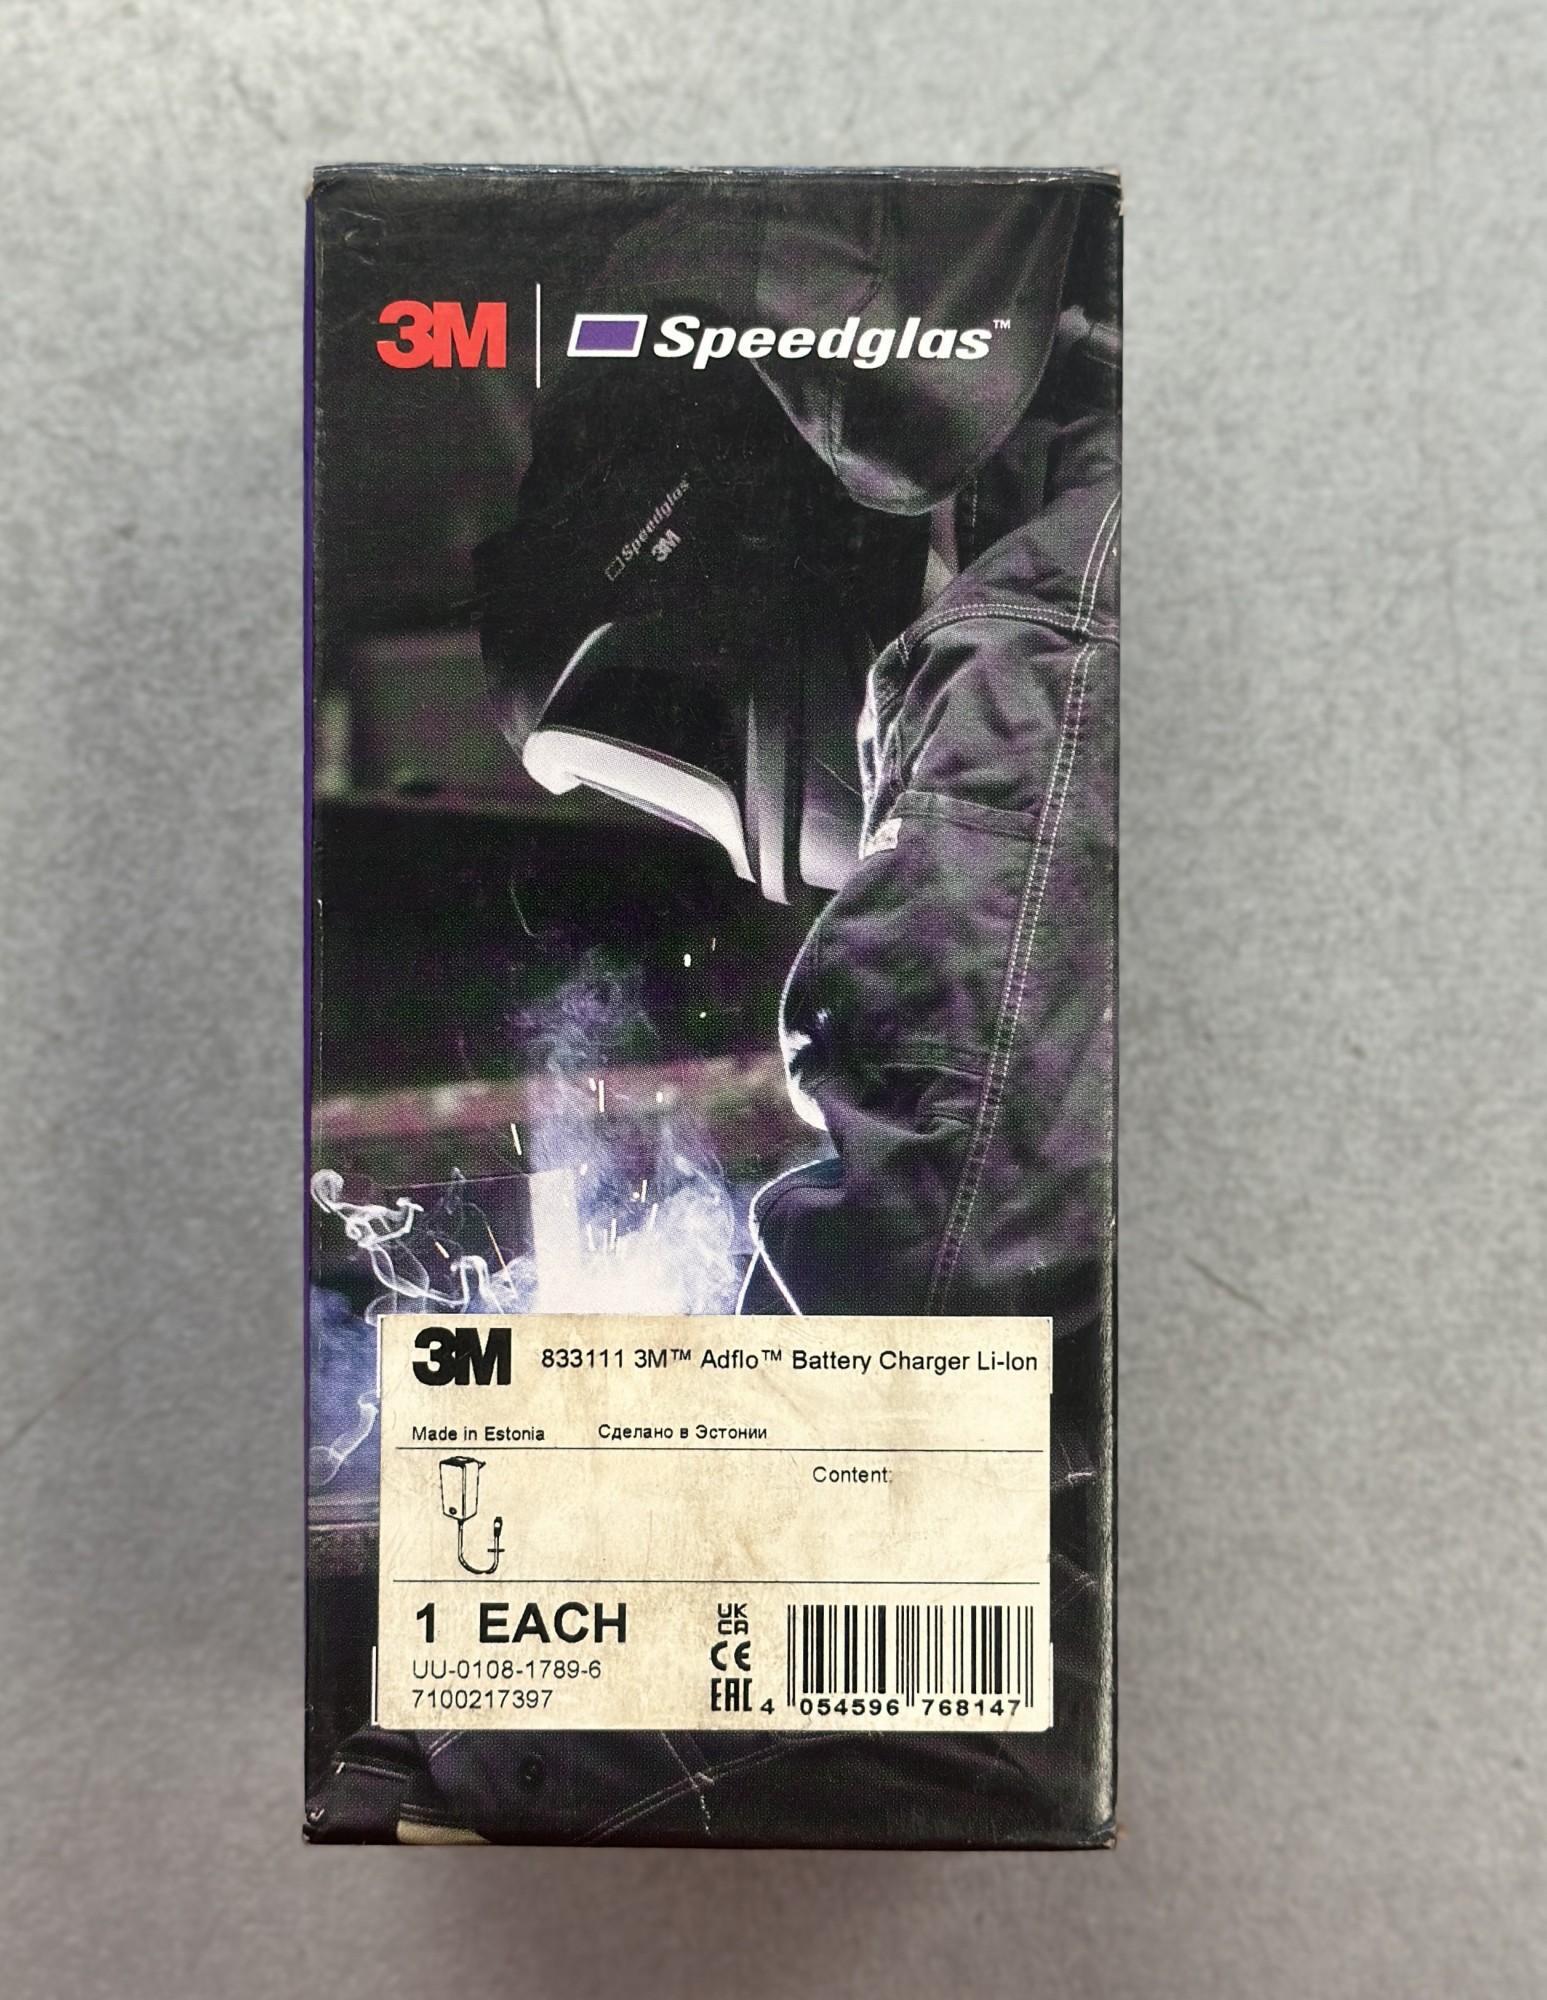 3M Speedglas™
Speedglas
3M
3M 833111 3M™ Adflo™ Battery Charger Li-Ion
Made in Estonia Сделано в Эстонии
Content:
1 EACH
UU-0108-1789-6
7100217397
UK
CA
CE
EAC
4 054596 768147